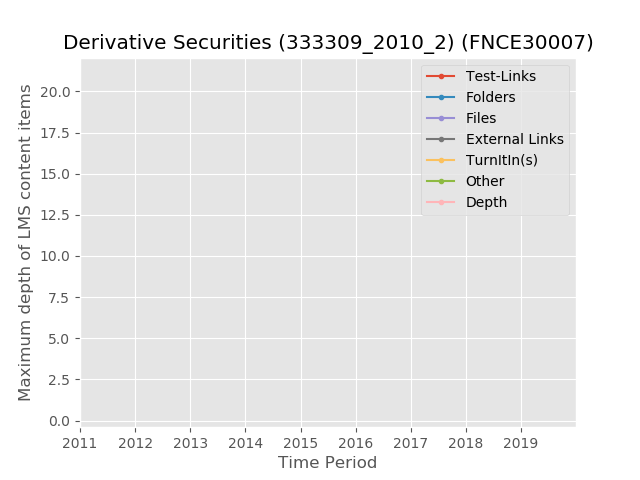 Derivative Securities (333309_2010_2) (FNCE30007)
Maximum depth of LMS content items
20.0
17.5
15.0
12.5
10.0
7.5
5.0
2.5
0.0
Test-Links
Folders
Files
External Links
TurnItIn(s)
Other
Depth
2011 2012 2013 2014 2015 2016 2017 2018 2019
Time Period